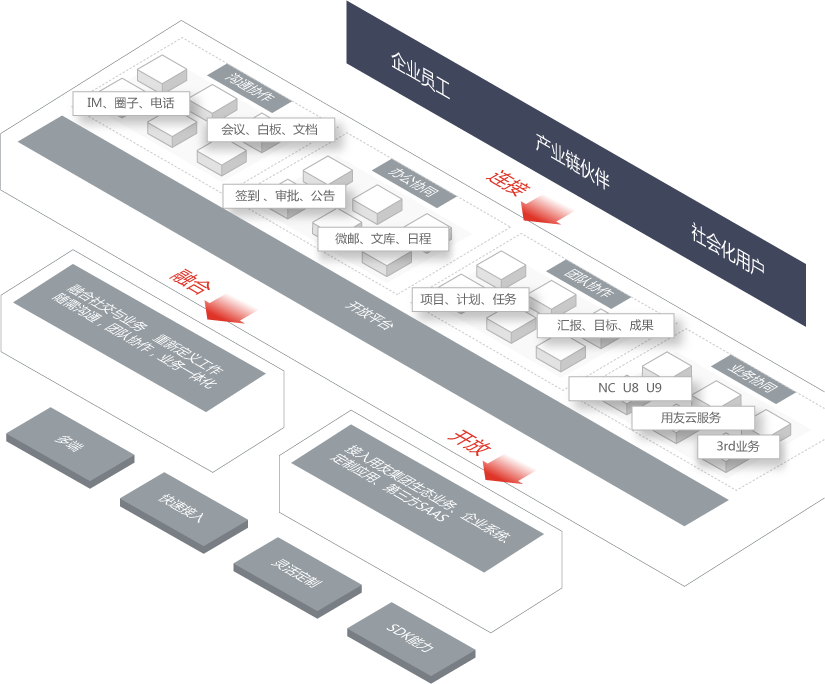 企业员工
产业链伙伴
社会化用户
连接
沟通协作
IM、圈子、电话
会议、白板、文档
办公协同
签到 、审批、公告
微邮、文库、日程
团队协作
项目、计划、任务
汇报、目标、成果
业务协同
NC U8 U9
用友云服务
3rd业务
开放平台
融合
融合社交与业务 重新定义工作
随需沟通，团队协作，业务一体化
开放
接入用友集团生态业务、企业系统、
定制应用、第三方SAAS
多端
快速接入
灵活定制
SDK能力